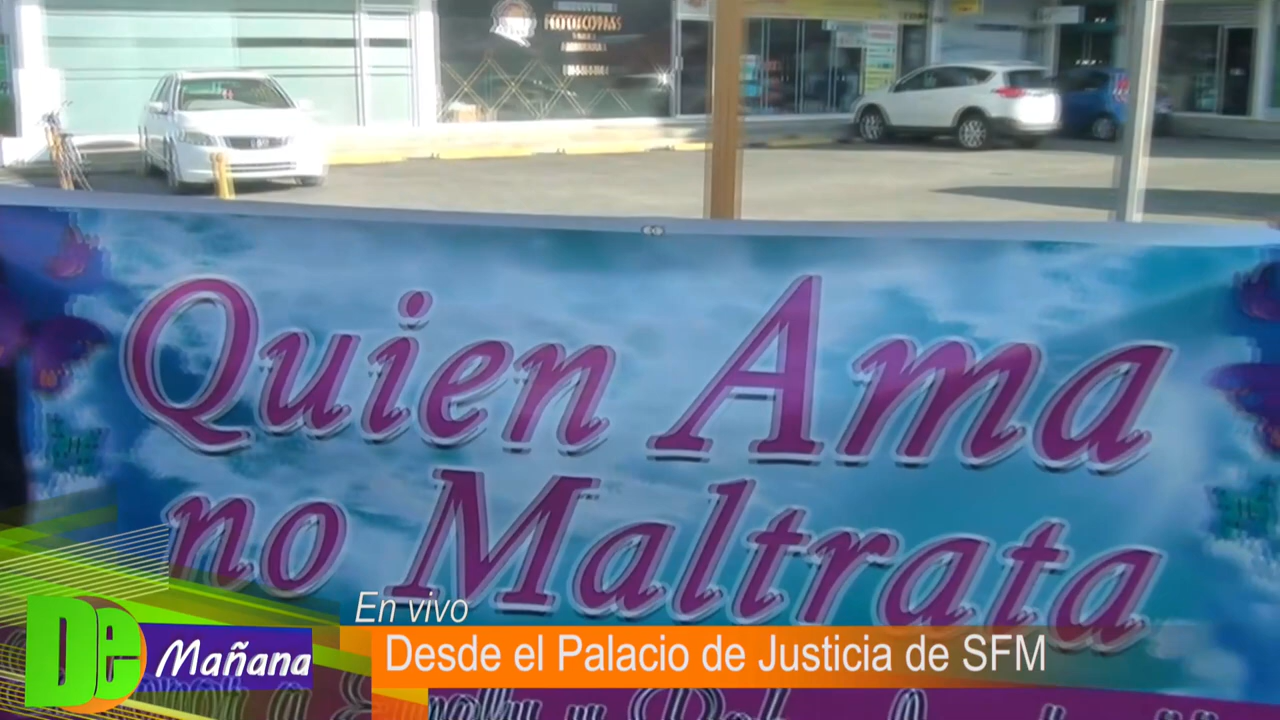 FOTOCOPIAS
Quien Ama
no Maltrata
En vivo
Desde el Palacio de Justicia de SFM
De
Mañana